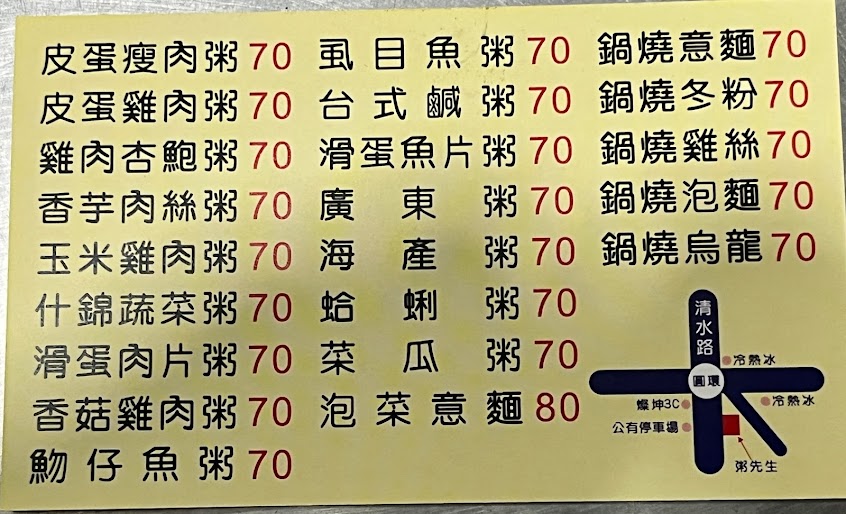 皮蛋瘦肉粥 70
皮蛋雞肉粥 70
雞肉杏鮑粥 70
香芋肉絲粥 70
玉米雞肉粥 70
什錦蔬菜粥 70
滑蛋肉片粥 70
香菇雞肉粥 70
魩仔魚粥 70
虱目魚粥 70
台式鹹粥 70
滑蛋魚片粥 70
廣東粥 70
海產粥 70
蛤蜊粥 70
菜瓜粥 70
泡菜意麵 80
鍋燒意麵 70
鍋燒冬粉 70
鍋燒雞絲 70
鍋燒泡麵 70
鍋燒烏龍 70
清水路
冷熱冰
圓環
燦坤3C
冷熱冰
公有停車場
粥先生